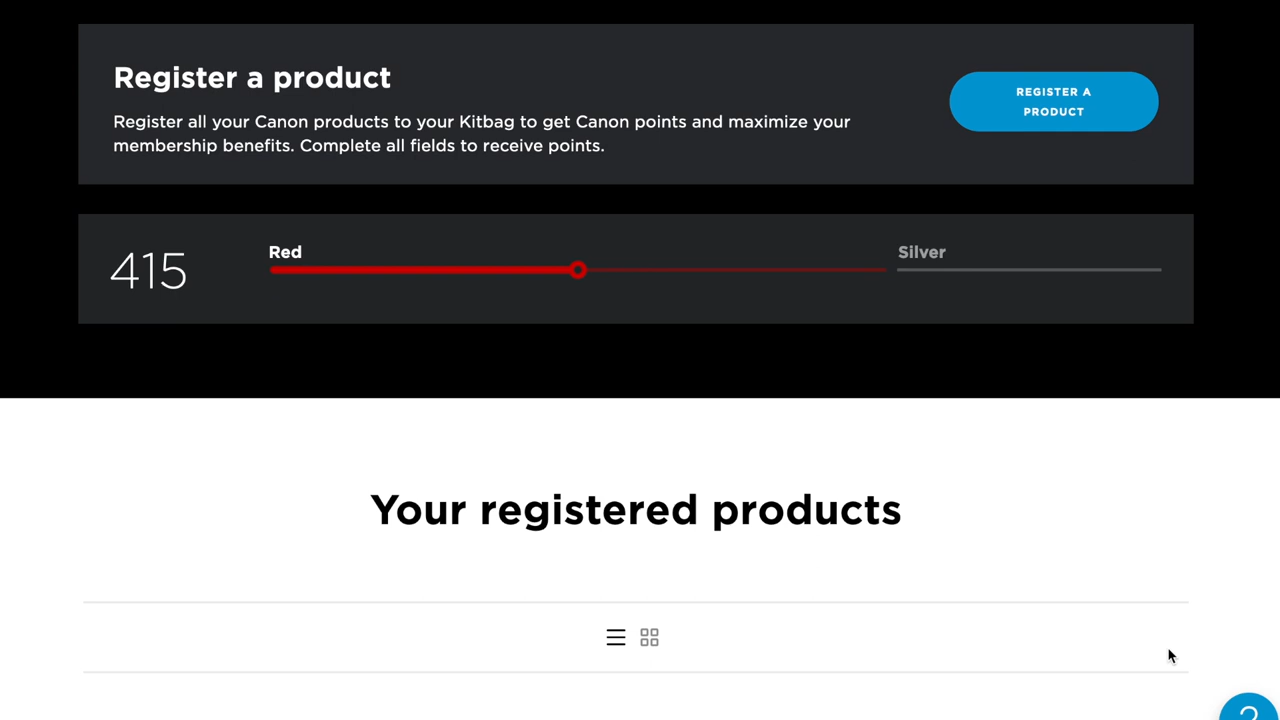 Register a product
Register all your Canon products to your Kitbag to get Canon points and maximize your
membership benefits. Complete all fields to receive points.
REGISTER A
PRODUCT
415
Red
Silver
Your registered products
?